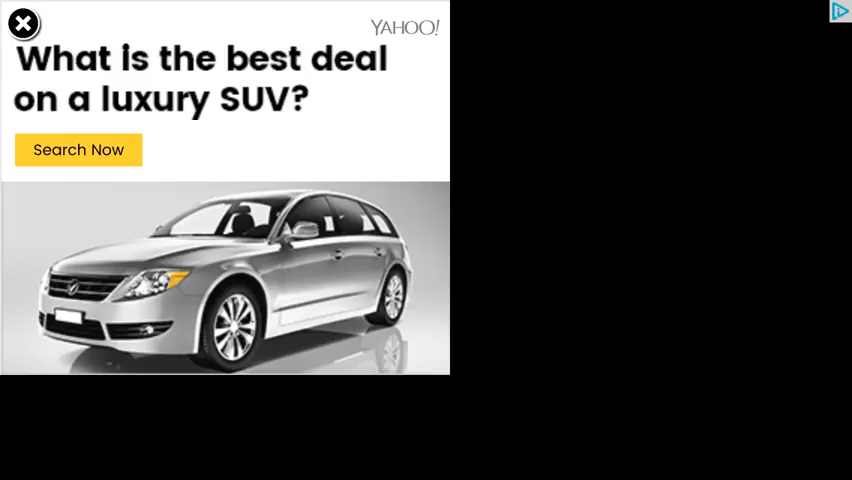 YAHOO!
What is the best deal
on a luxury SUV?
Search Now